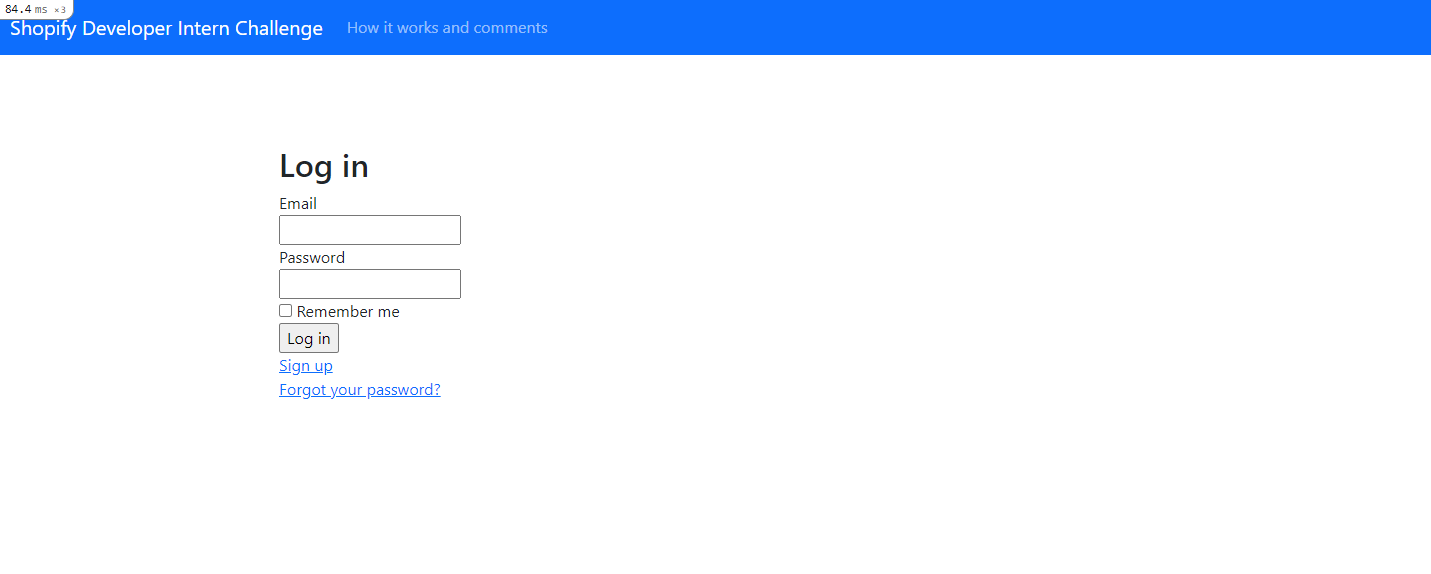 84.4 ms ×3
Shopify Developer Intern Challenge How it works and comments
Log in
Email
Password
Remember me
Log in
Sign up
Forgot your password?